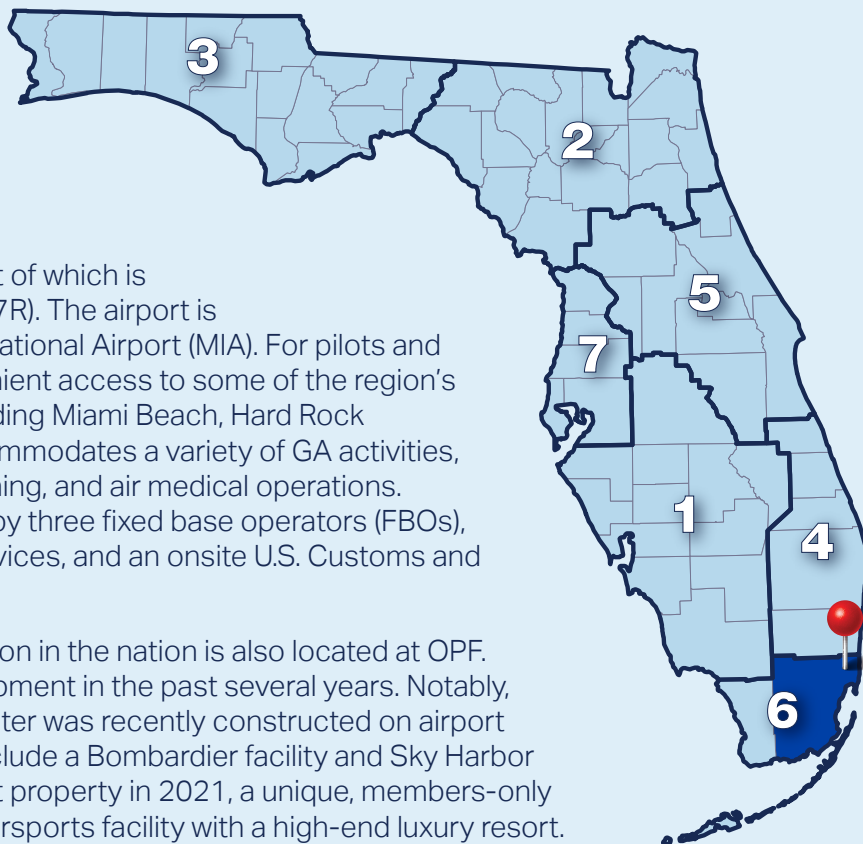 3
2
t of which is
7R). The airport is
5
ational Airport (MIA). For pilots and
nient access to some of the region’s
7
ding Miami Beach, Hard Rock
mmodates a variety of GA activities,
ning, and air medical operations.
by three fixed base operators (FBOs),
1
vices, and an onsite U.S. Customs and
4
on in the nation is also located at OPF.
pment in the past several years. Notably,
ter was recently constructed on airport
6
clude a Bombardier facility and Sky Harbor
t property in 2021, a unique, members-only
rsports facility with a high-end luxury resort.